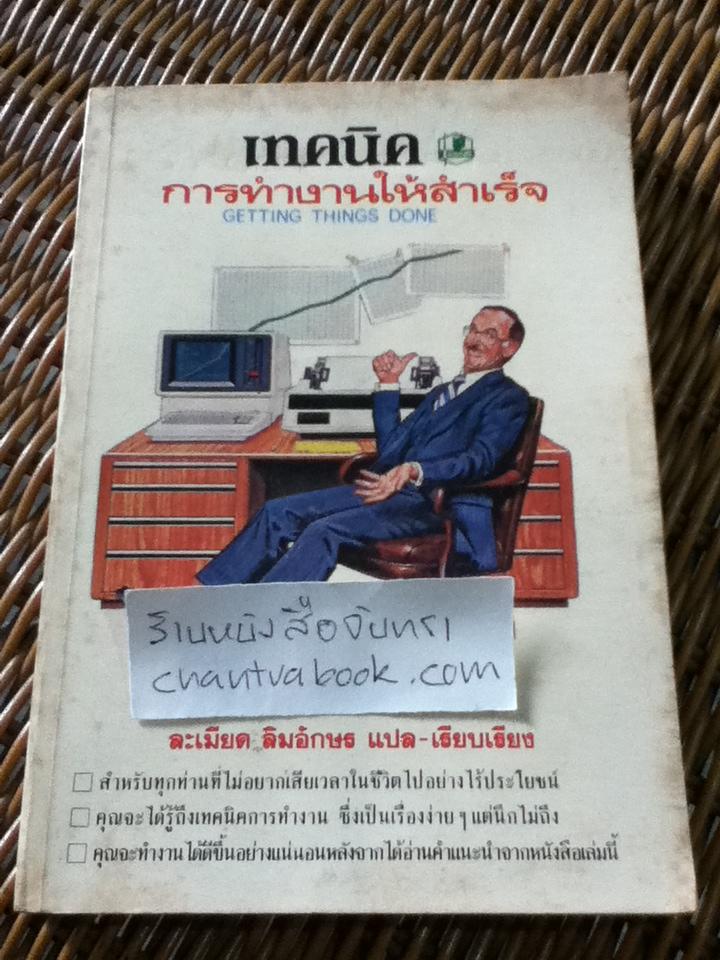 เทคนิค
การทำงานให้สำเร็จ
GETTING THINGS DONE
ร้านหนังสือจันทรา
chantrabook.com
ละเมียด ลิมอักษร แปล-เรียบเรียง
สำหรับทุกท่านที่ไม่อยากเสียเวลาในชีวิตไปอย่างไร้ประโยชน์
คุณจะได้รู้ถึงเทคนิคการทำงาน ซึ่งเป็นเรื่องง่าย ๆ แต่นึกไม่ถึง
คุณจะทำงานได้ดีขึ้นอย่างแน่นอนหลังจากได้อ่านคำแนะนำจากหนังสือเล่มนี้